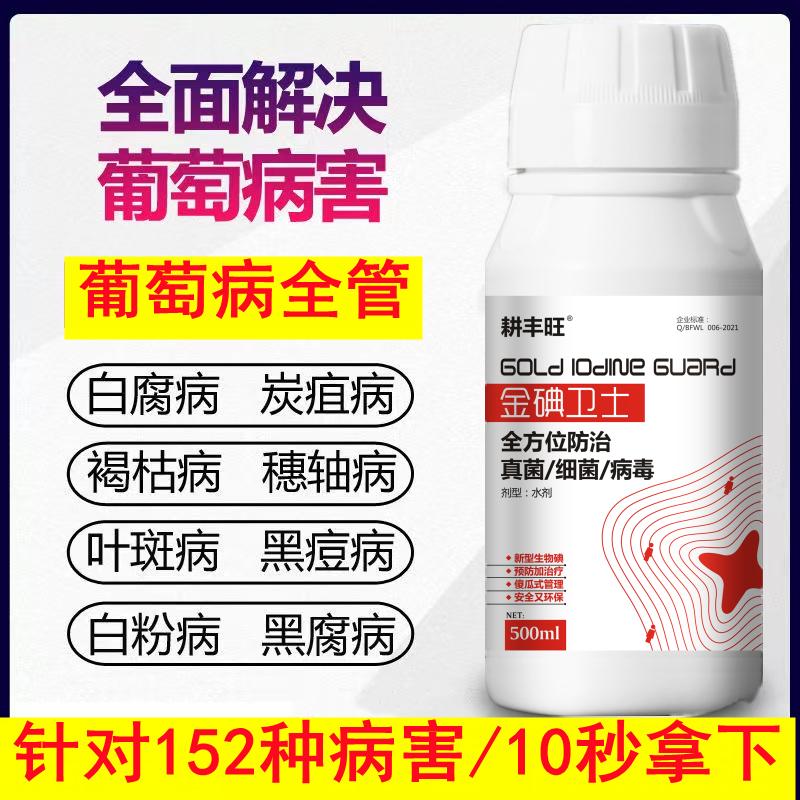 全面解决
葡萄病害
葡萄病全管
白腐病 炭疽病
褐枯病 穗轴病
叶斑病 黑痘病
白粉病 黑腐病
耕丰旺®
企业标准：
Q/BFWL 006-2021
GOLD IODINE GUARD
金碘卫士
全方位防治
真菌/细菌/病毒
剂型：水剂
◆ 新型生物碘
◆ 预防加治疗
◆ 傻瓜式管理
◆ 安全又环保
NET:
500ml
针对152种病害/10秒拿下